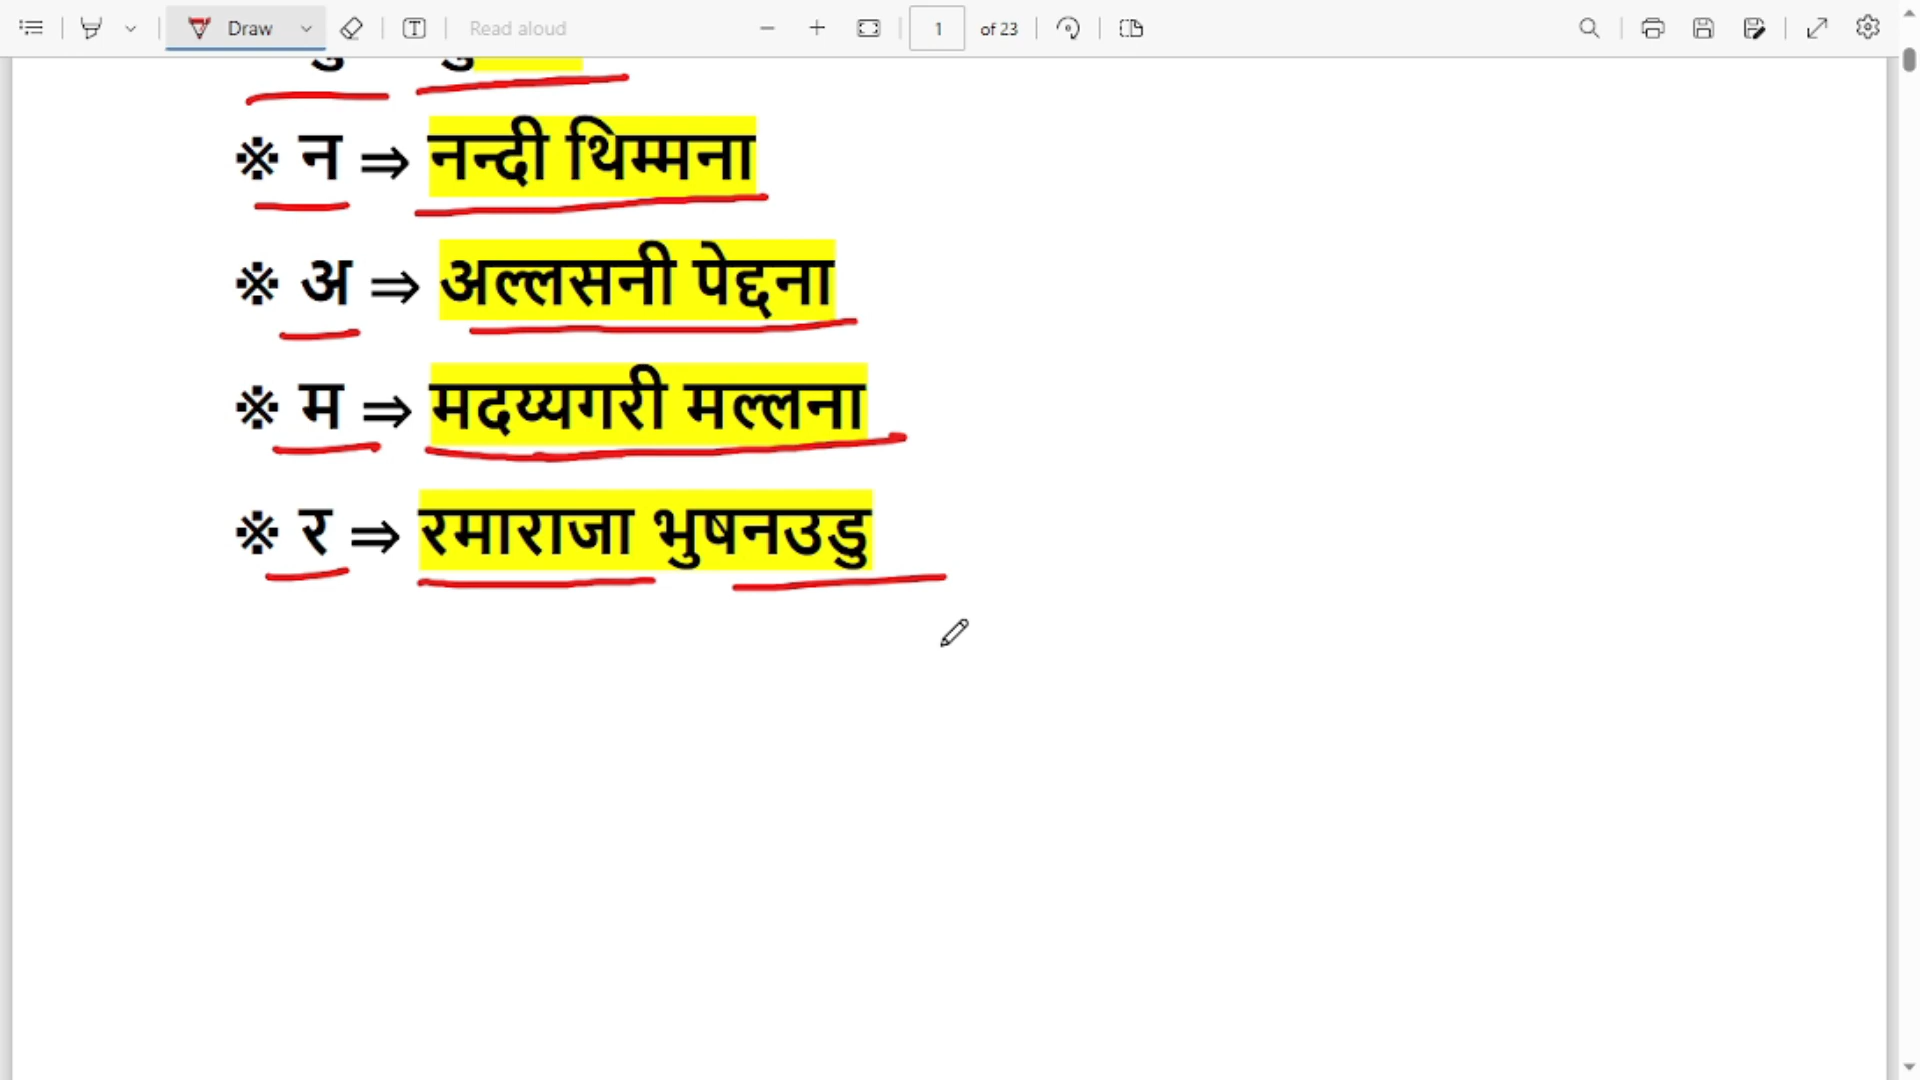 Draw Read aloud 1 of 23
※ न ⇒ नन्दी थिम्मना
※ अ ⇒ अल्लसनी पेद्दना
※ म ⇒ मदय्यगरी मल्लना
※ र ⇒ रमाराजा भुषनउडु